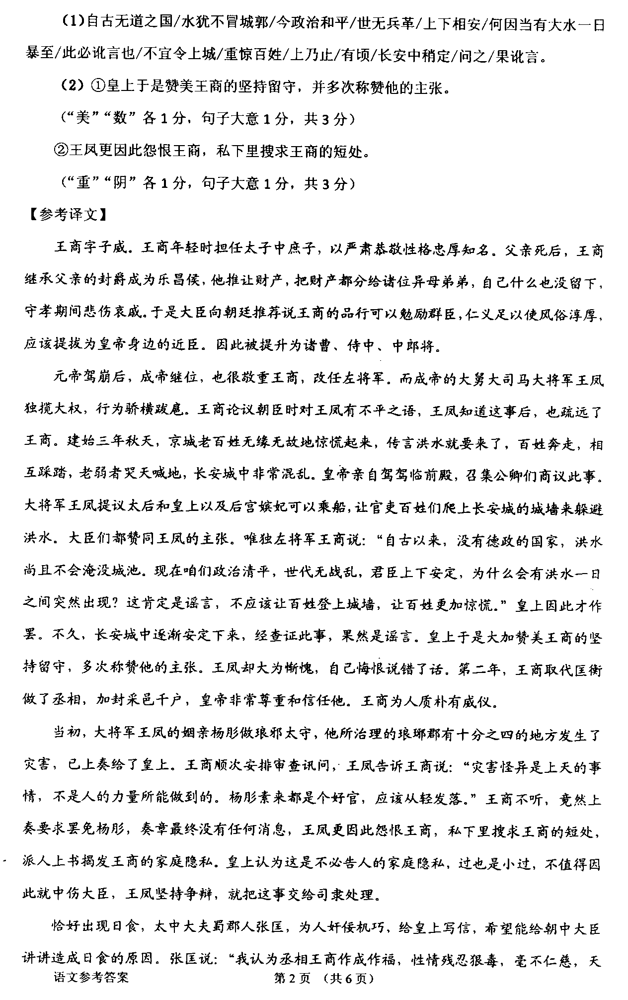 (1)自古无道之国/水犹不冒城郭/今政治和平/世无兵革/上下相安/何因当有大水一日
暴至/此必讹言也/不宜令上城/重惊百姓/上乃止/有顷/长安中稍定/问之/果讹言。
(2)①皇上于是赞美王商的坚持留守，并多次称赞他的主张。
(“美”“数”各1分，句子大意1分，共3分)
②王凤更因此怨恨王商，私下里搜求王商的短处。
(“重”“阴”各1分，句子大意1分，共3分)
【参考译文】
王商字子威。王商年轻时担任太子中庶子，以严肃恭敬性格忠厚知名。父亲死后，王商
继承父亲的封爵成为乐昌侯，他推让财产，把财产都分给诸位异母弟弟，自己什么也没留下，
守孝期间悲伤哀戚。于是大臣向朝廷推荐说王商的品行可以勉励群臣，仁义足以使风俗淳厚，
应该提拔为皇帝身边的近臣。因此被提升为诸曹、侍中、中郎将。
元帝驾崩后，成帝继位，也很敬重王商，改任左将军。而成帝的大舅大司马大将军王凤
独揽大权，行为骄横跋扈。王商论议朝臣时对王凤有不平之语，王凤知道这事后，也疏远了
王商。建始三年秋天，京城老百姓无缘无故地惊慌起来，传言洪水就要来了，百姓奔走，相
互踩踏，老弱者哭天喊地，长安城中非常混乱。皇帝亲自驾驾临前殿，召集公卿们商议此事。
大将军王凤提议太后和皇上以及后宫嫔妃可以乘船，让官吏百姓们爬上长安城的城墙来躲避
洪水。大臣们都赞同王凤的主张。唯独左将军王商说：“自古以来，没有德政的国家，洪水
尚且不会淹没城池。现在咱们政治清平，世代无战乱，君臣上下安定，为什么会有洪水一日
之间突然出现？这肯定是谣言，不应该让百姓登上城墙，让百姓更加惊慌。”皇上因此才作
罢。不久，长安城中逐渐安定下来，经查证此事，果然是谣言。皇上于是大加赞美王商的坚
持留守，多次称赞他的主张。王凤却大为惭愧，自己悔恨说错了话。第二年，王商取代匡衡
做了丞相，加封采邑千户，皇帝非常尊重和信任他。王商为人质朴有威仪。
当初，大将军王凤的姻亲杨肜做琅邪太守，他所治理的琅琊郡有十分之四的地方发生了
灾害，已上奏给了皇上。王商顺次安排审查讯问，王凤告诉王商说：“灾害怪异是上天的事
情，不是人的力量所能做到的。杨肜素来都是个好官，应该从轻发落。”王商不听，竟然上
奏要求罢免杨肜，奏章最终没有任何消息，王凤更因此怨恨王商，私下里搜求王商的短处，
派人上书揭发王商的家庭隐私。皇上认为这是不必告人的家庭隐私，过也是小过，不值得因
此就中伤大臣，王凤坚持争辩，就把这事交给司隶处理。
恰好出现日食，太中大夫蜀郡人张匡，为人奸佞机巧，给皇上写信，希望能给朝中大臣
讲讲造成日食的原因。张匡说：“我认为丞相王商作成作福，性情残忍狠毒，毫不仁慈，天
语文参考答案 第2页 (共6页)